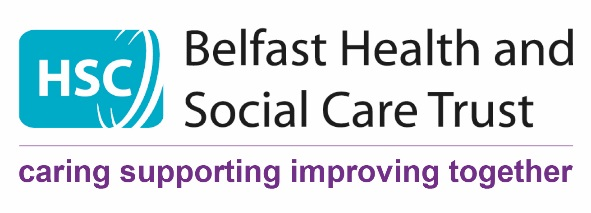 HSC
Belfast Health and
Social Care Trust
caring supporting improving together